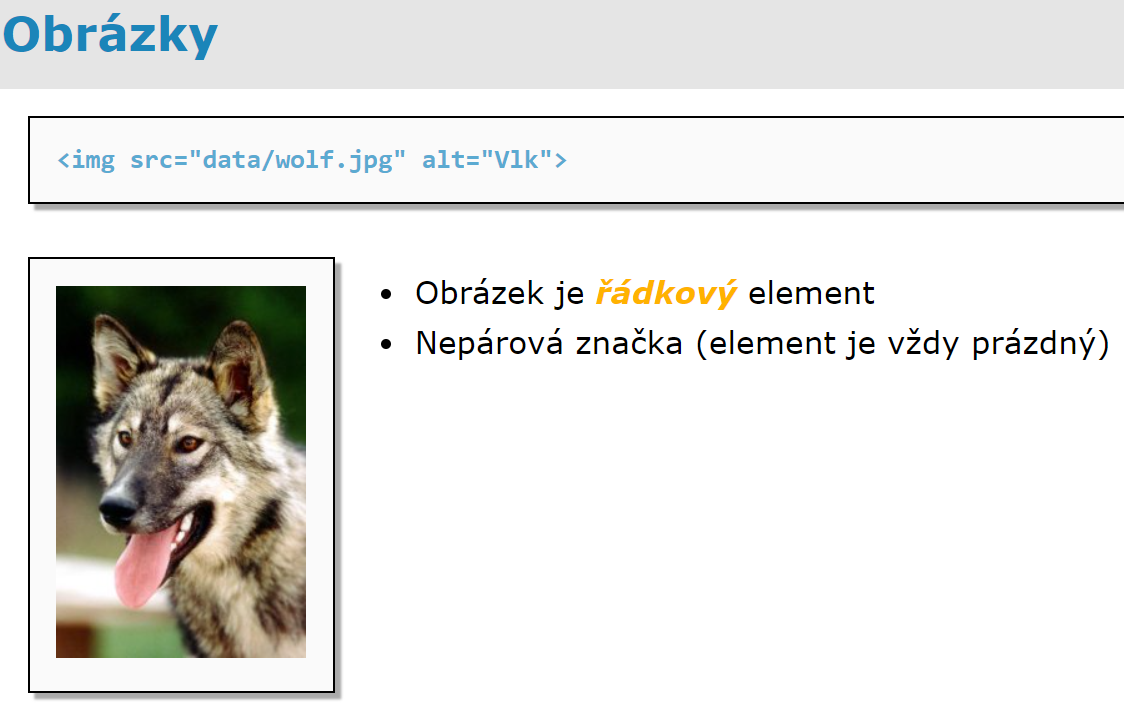 Obrázky
<img src="data/wolf.jpg" alt="Vlk">
Obrázek je řádkový element
Nepárová značka (element je vždy prázdný)